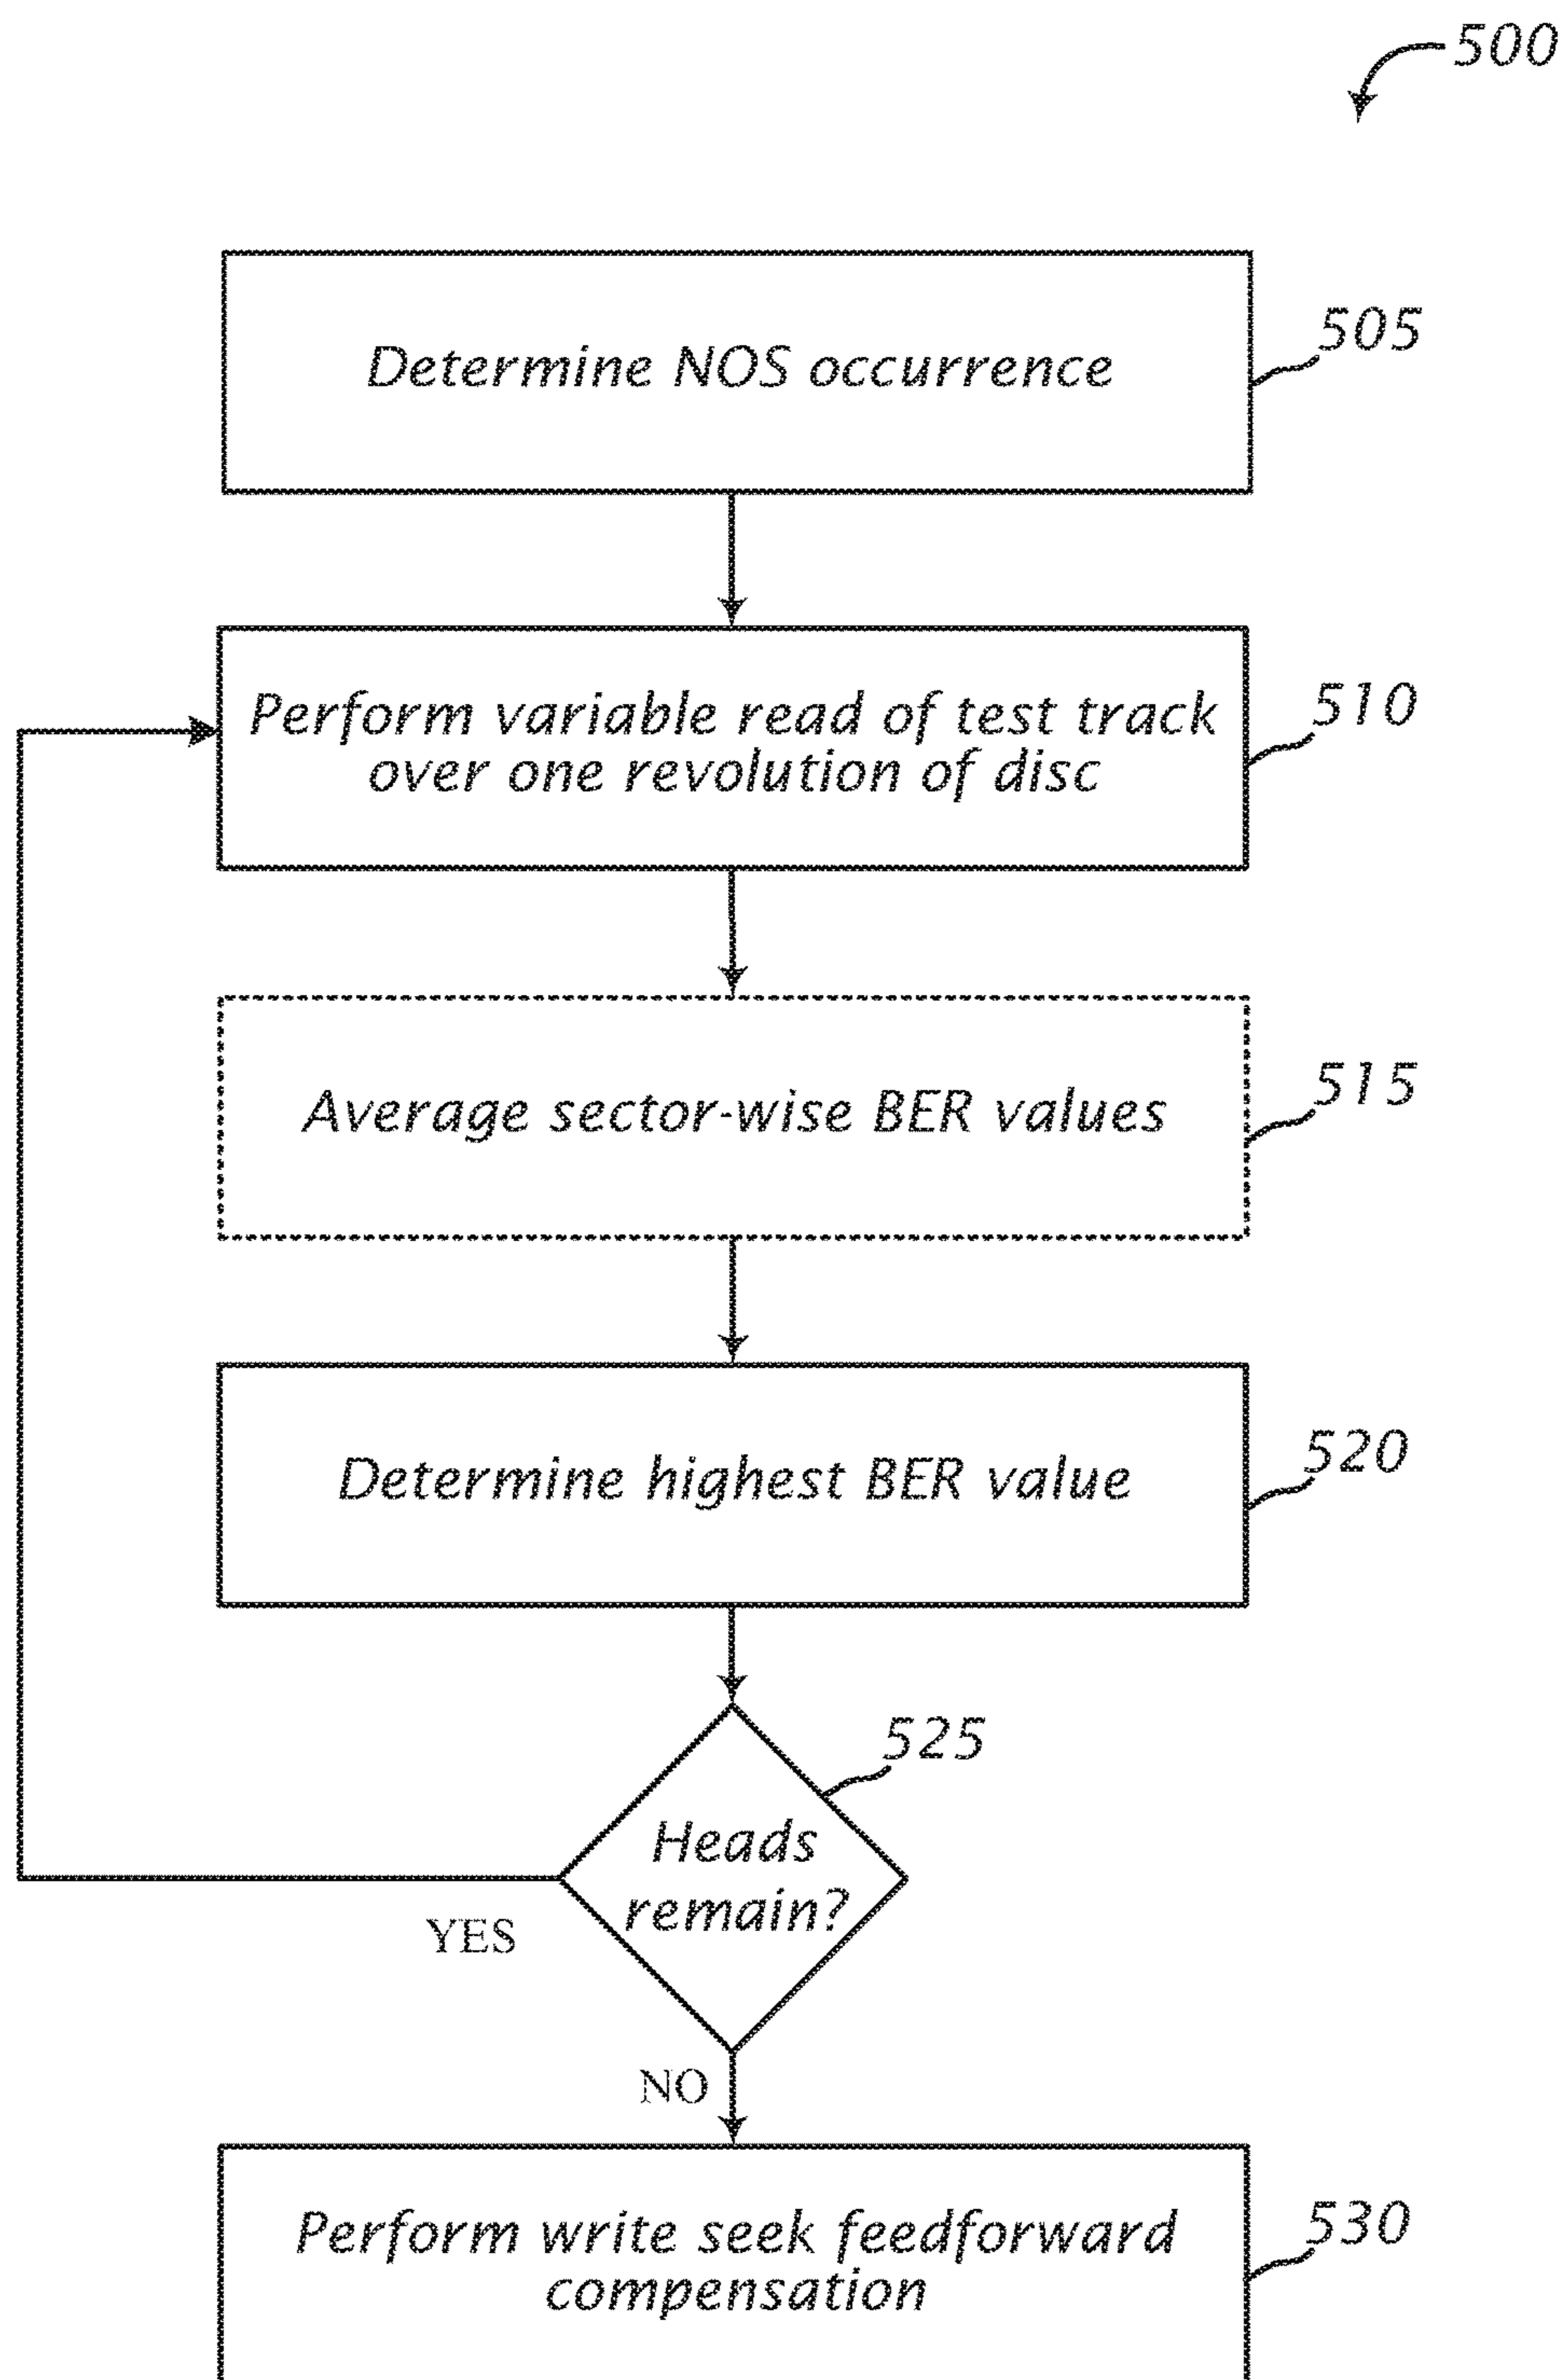 500
Determine NOS occurrence
505
Perform variable read of test track
over one revolution of disc
510
Average sector-wise BER values
515
Determine highest BER value
520
525
Heads
remain?
YES
NO
Perform write seek feedforward
compensation
530